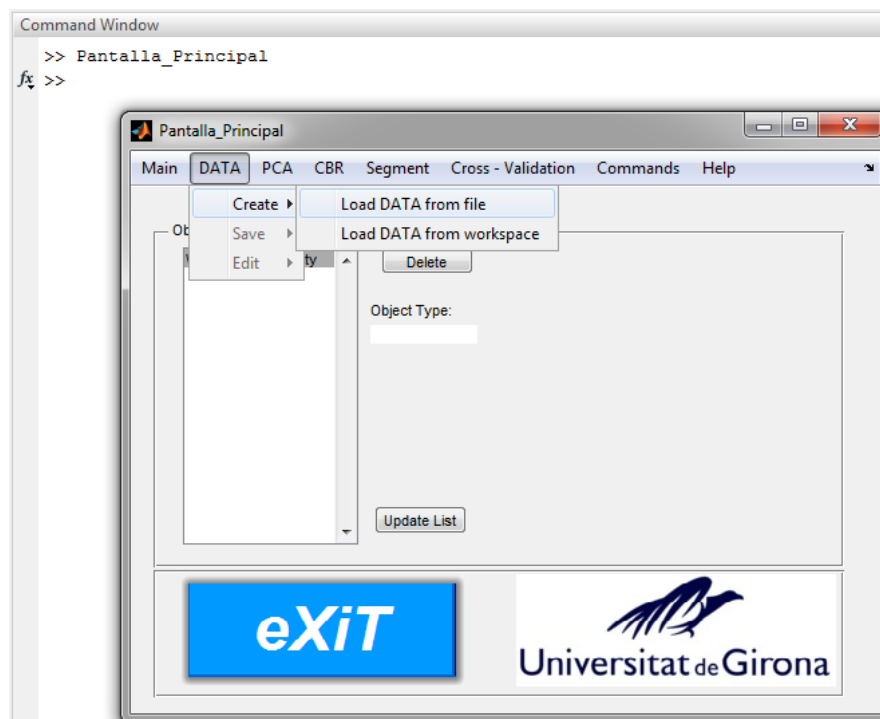 Command Window
>> Pantalla_Principal
fx >>
Pantalla_Principal
Main DATA PCA CBR Segment Cross - Validation Commands Help
Create Load DATA from file
Save Load DATA from workspace
Edit
Delete
Object Type:
Update List
eXiT
Universitat de Girona